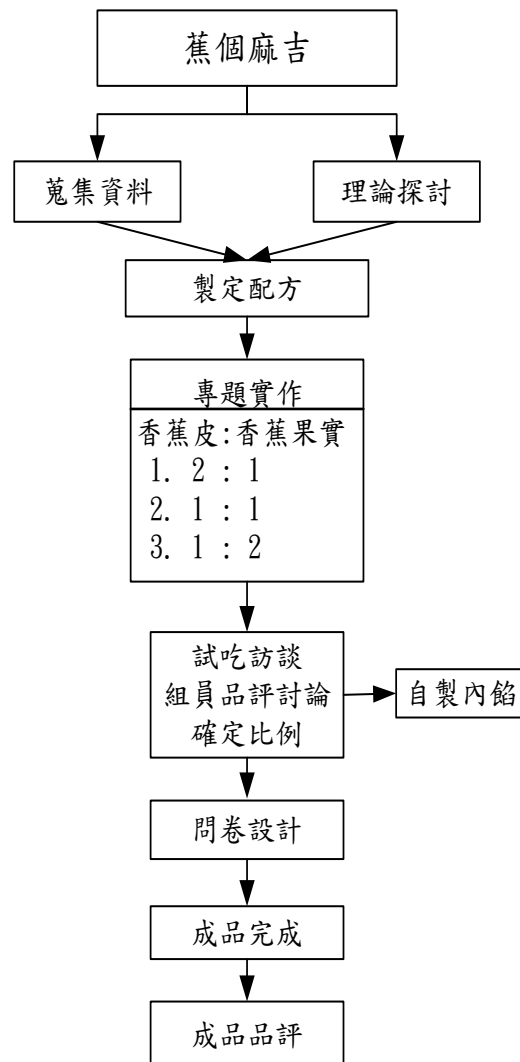 蕉個麻吉
蒐集資料
理論探討
製定配方
專題實作
香蕉皮:香蕉果實
1. 2 : 1
2. 1 : 1
3. 1 : 2
試吃訪談
組員品評討論
確定比例
自製內餡
問卷設計
成品完成
成品品評